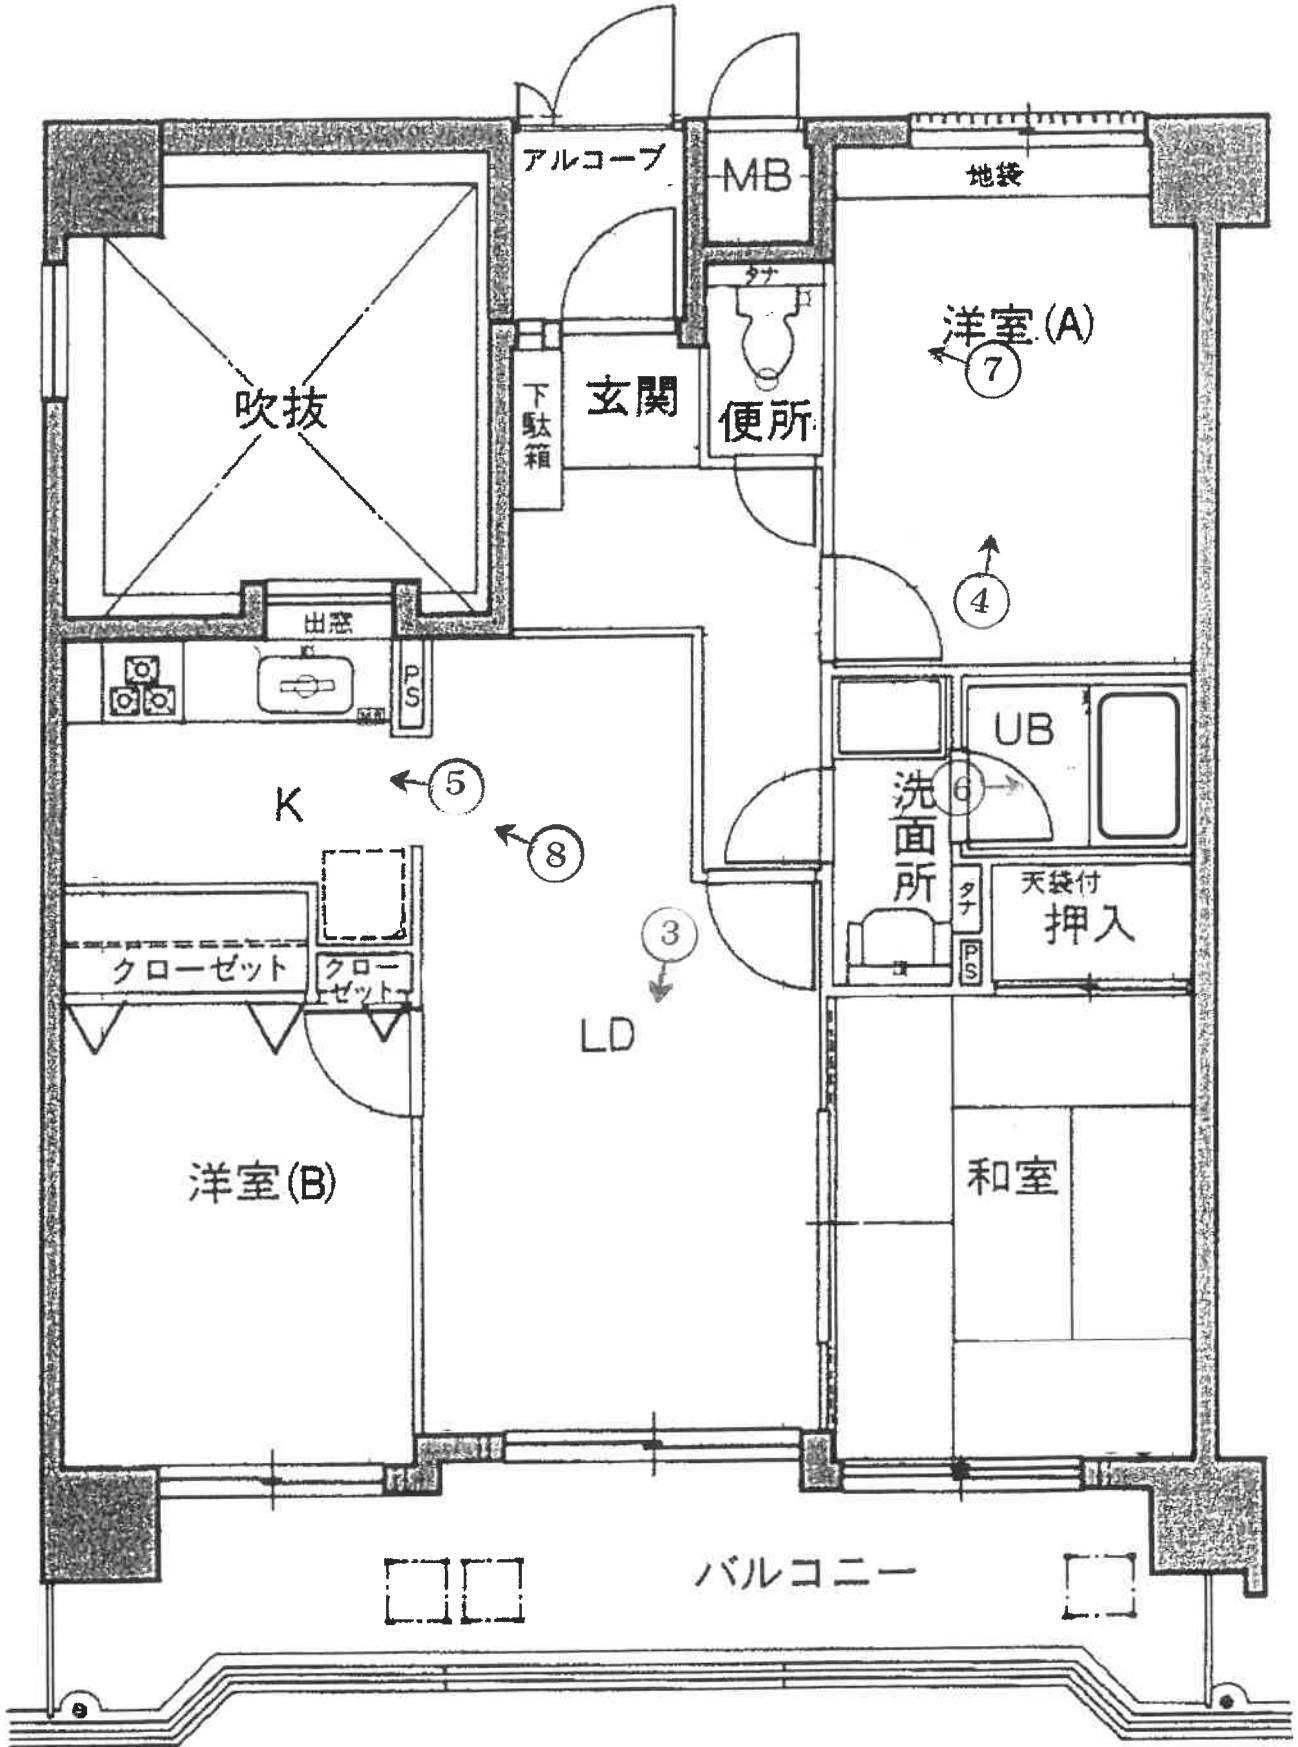 アルコーブ
MB
地袋
タナ
洋室(A)
⑦
吹抜
下駄箱
玄関
便所
④
出窓
PS
UB
⑤
K
洗面所
⑥
⑧
タナ
天袋付
押入
③
PS
クローゼット
クロー
ゼット
LD
洋室(B)
和室
バルコニー